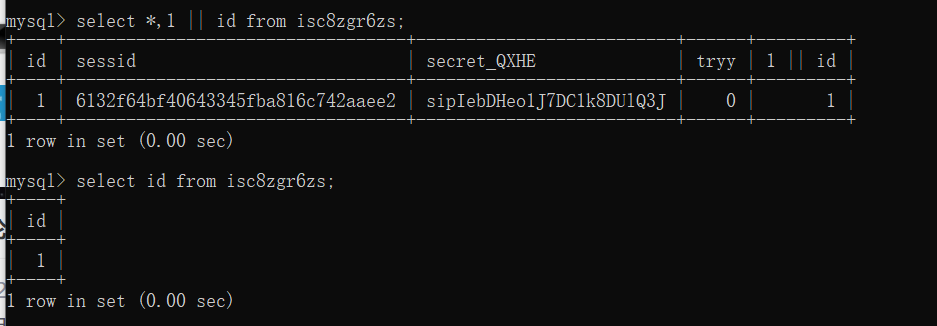 mysql> select *,1 || id from isc8zgr6zs;
| id | sessid | secret_QXHE | tryy | 1 || id |
| 1 | 6132f64bf40643345fba816c742aaee2 | sipIebDHeolJ7DClk8DUlQ3J | 0 | 1 |
1 row in set (0.00 sec)
mysql> select id from isc8zgr6zs;
| id |
| 1 |
1 row in set (0.00 sec)